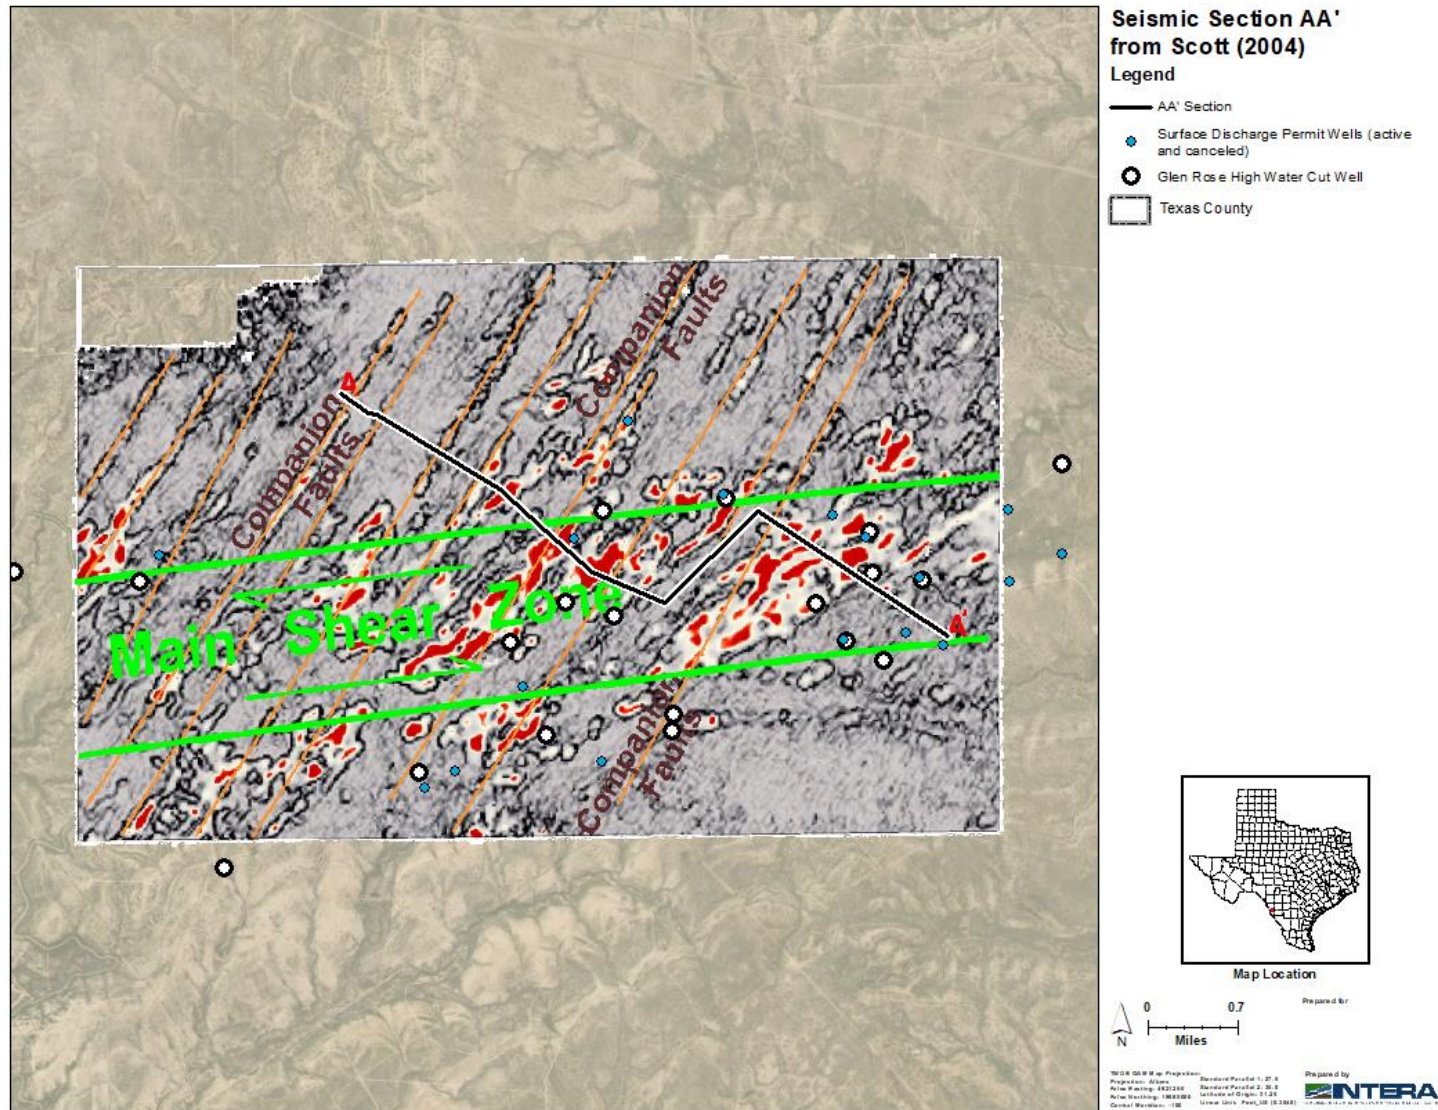 Seismic Section AA'
from Scott (2004)
Legend
AA' Section
Surface Discharge Permit Wells (active
and canceled)
Glen Rose High Water Cut Well
Texas County
Companion
Faults
A
Companion
Faults
Main Shear Zone
A'
Companion
Faults
Map Location
0 0.7
Miles
N
Prepared for
Prepared by
INTERA
Projection: Albers